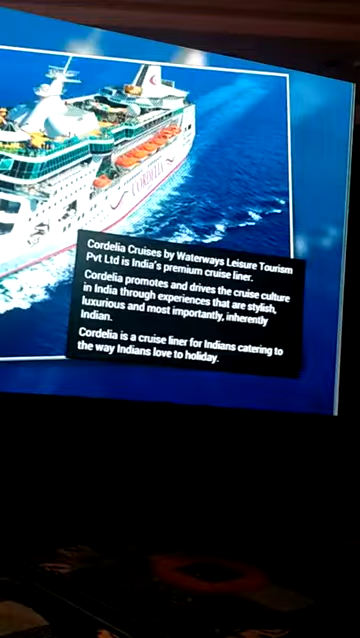 CORDELIA
Cordelia Cruises by Waterways Leisure Tourism
Pvt Ltd is India's premium cruise liner.
Cordelia promotes and drives the cruise culture
in India through experiences that are stylish,
luxurious and most importantly, inherently
Indian.
Cordelia is a cruise liner for Indians catering to
the way Indians love to holiday.